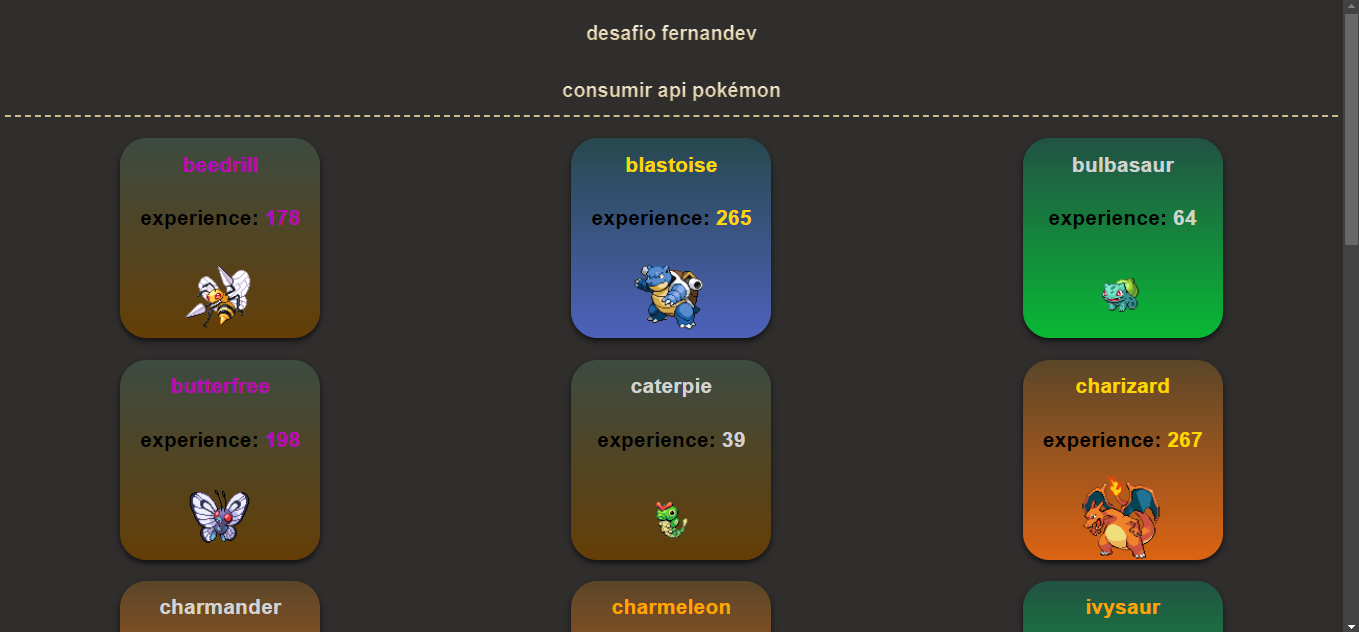 desafio fernandev
consumir api pokémon
beedrill
experience: 178
blastoise
experience: 265
bulbasaur
experience: 64
butterfree
experience: 198
caterpie
experience: 39
charizard
experience: 267
charmander
charmeleon
ivysaur